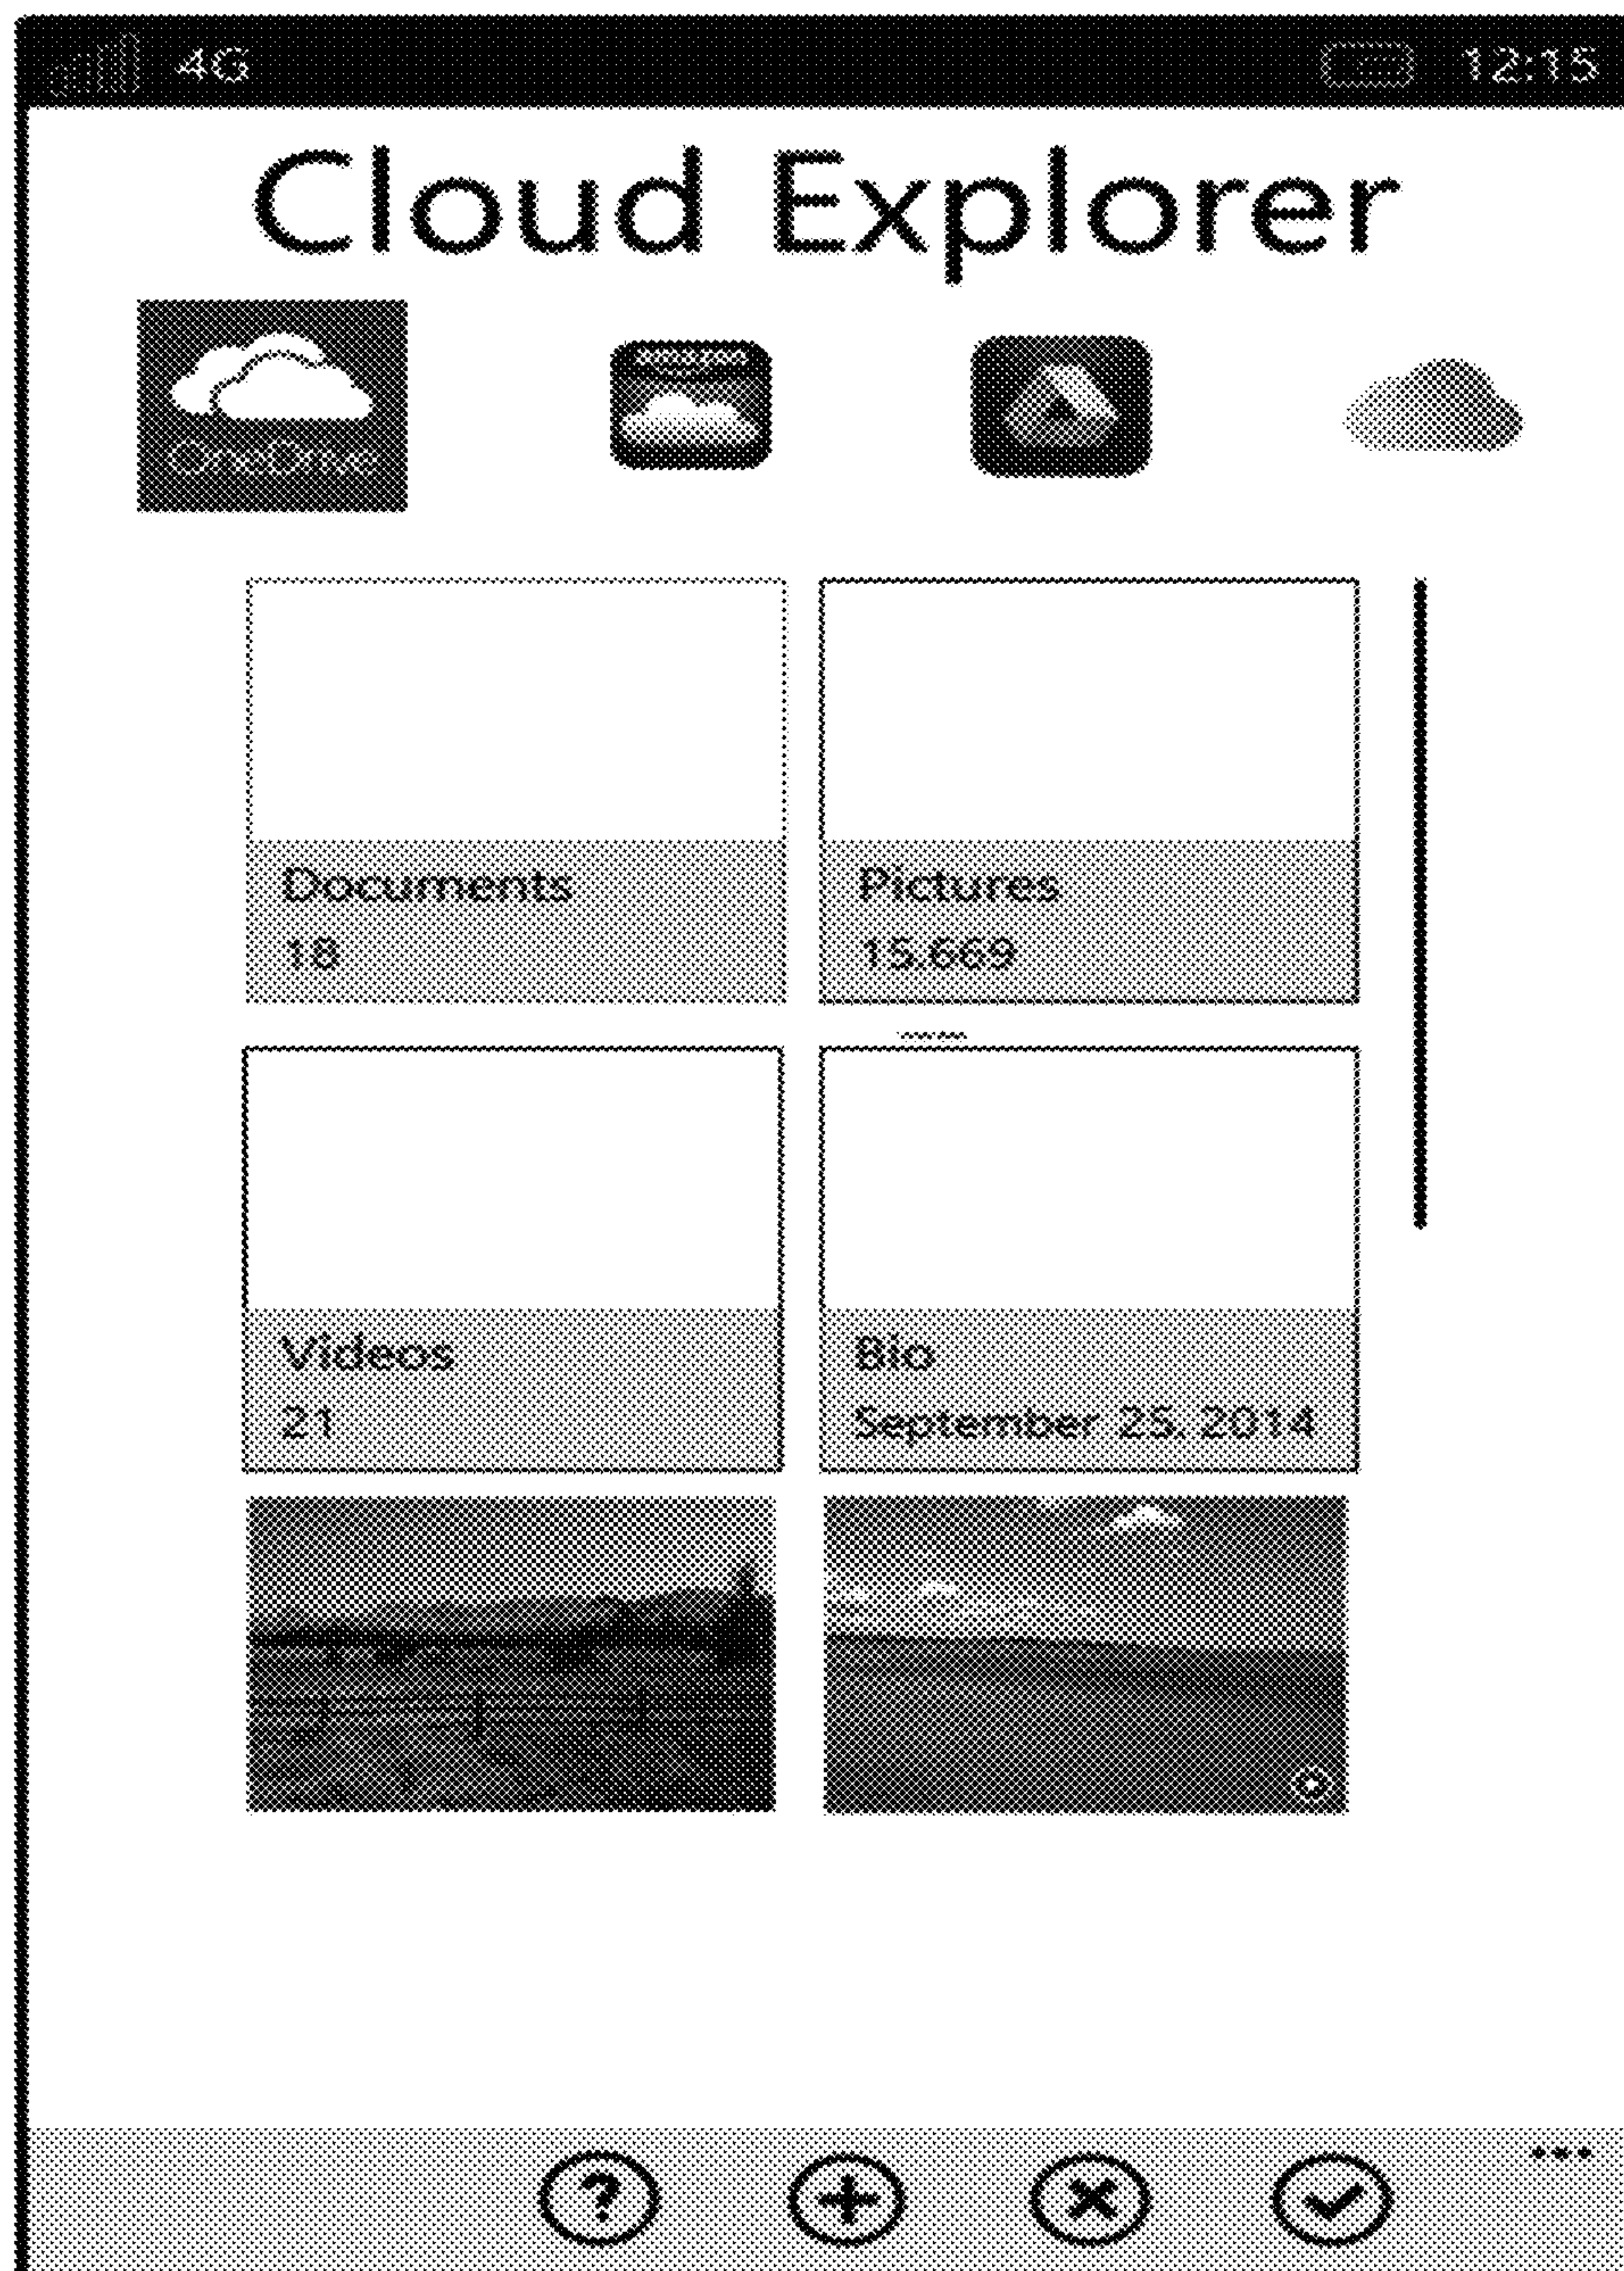 4G 12:15
Cloud Explorer
OneDrive
Documents
18
Pictures
15.669
Videos
21
Bio
September 25. 2014